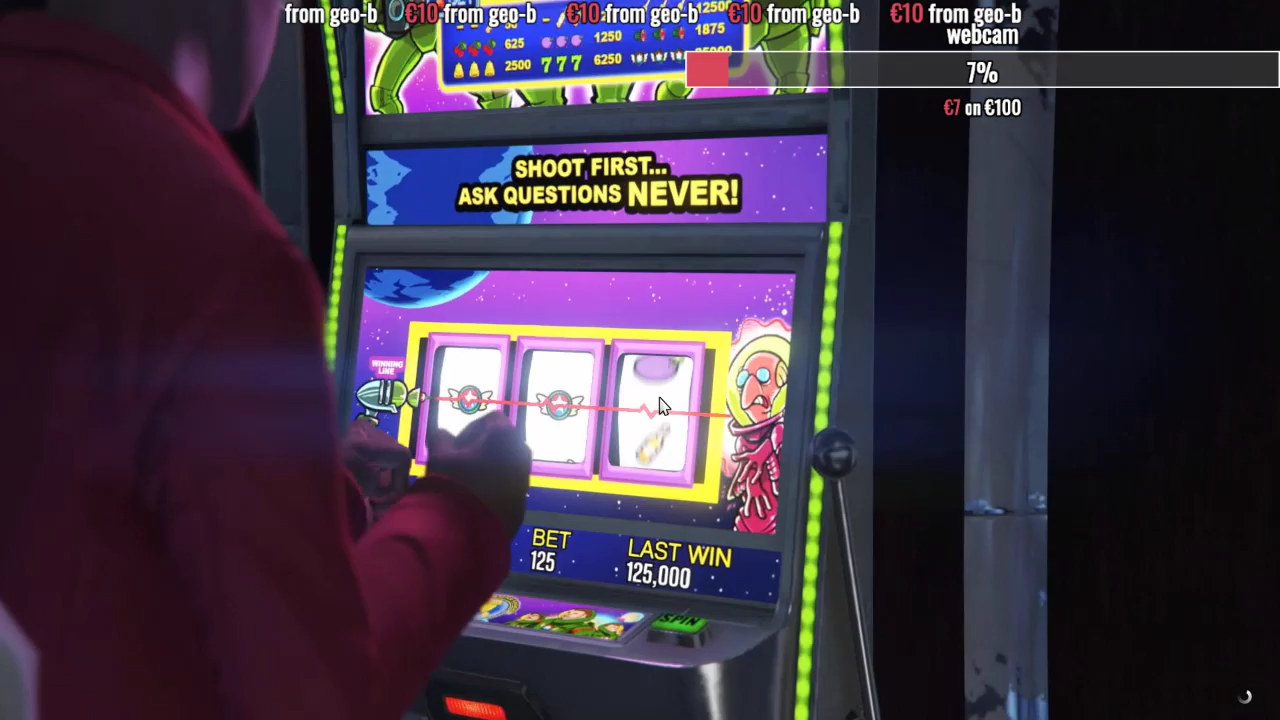 from geo-b €10 from geo-b €10 from geo-b €10 from geo-b €10 from geo-b
webcam
7%
€7 on €100
12500
625 1250 1875
2500 777 6250
SHOOT FIRST...
ASK QUESTIONS NEVER!
WINNING
LINE
BET LAST WIN
125 125,000
SPIN